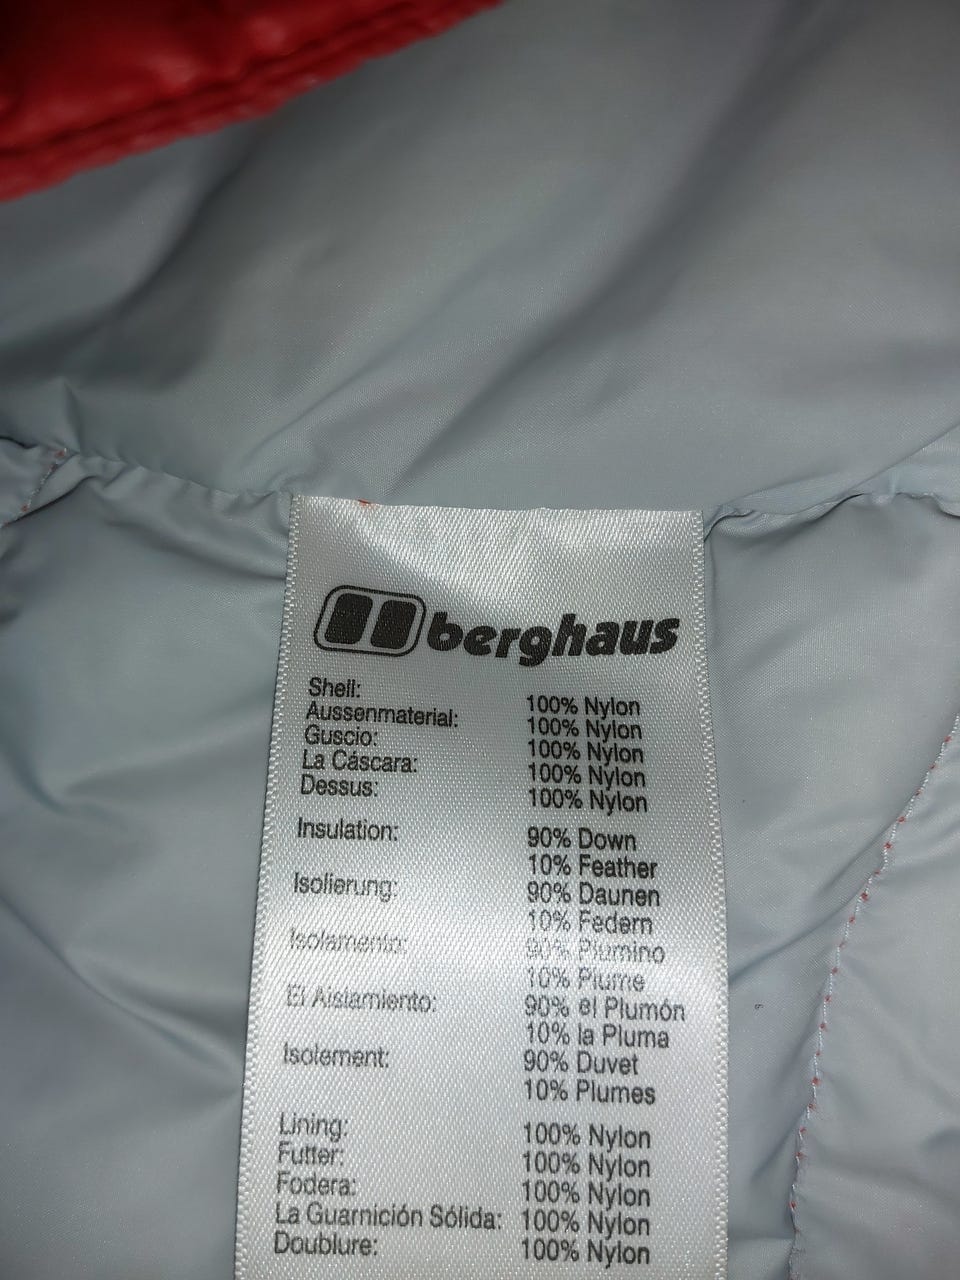 berghaus
Shell: 100% Nylon
Aussenmaterial: 100% Nylon
Guscio: 100% Nylon
La Cáscara: 100% Nylon
Dessus: 100% Nylon
Insulation: 90% Down
10% Feather
Isolierung: 90% Daunen
10% Federn
Isolamento: 90% Piumino
10% Piume
El Aislamiento: 90% el Plumón
10% la Pluma
Isolement: 90% Duvet
10% Plumes
Lining: 100% Nylon
Futter: 100% Nylon
Fodera: 100% Nylon
La Guarnición Sólida: 100% Nylon
Doublure: 100% Nylon